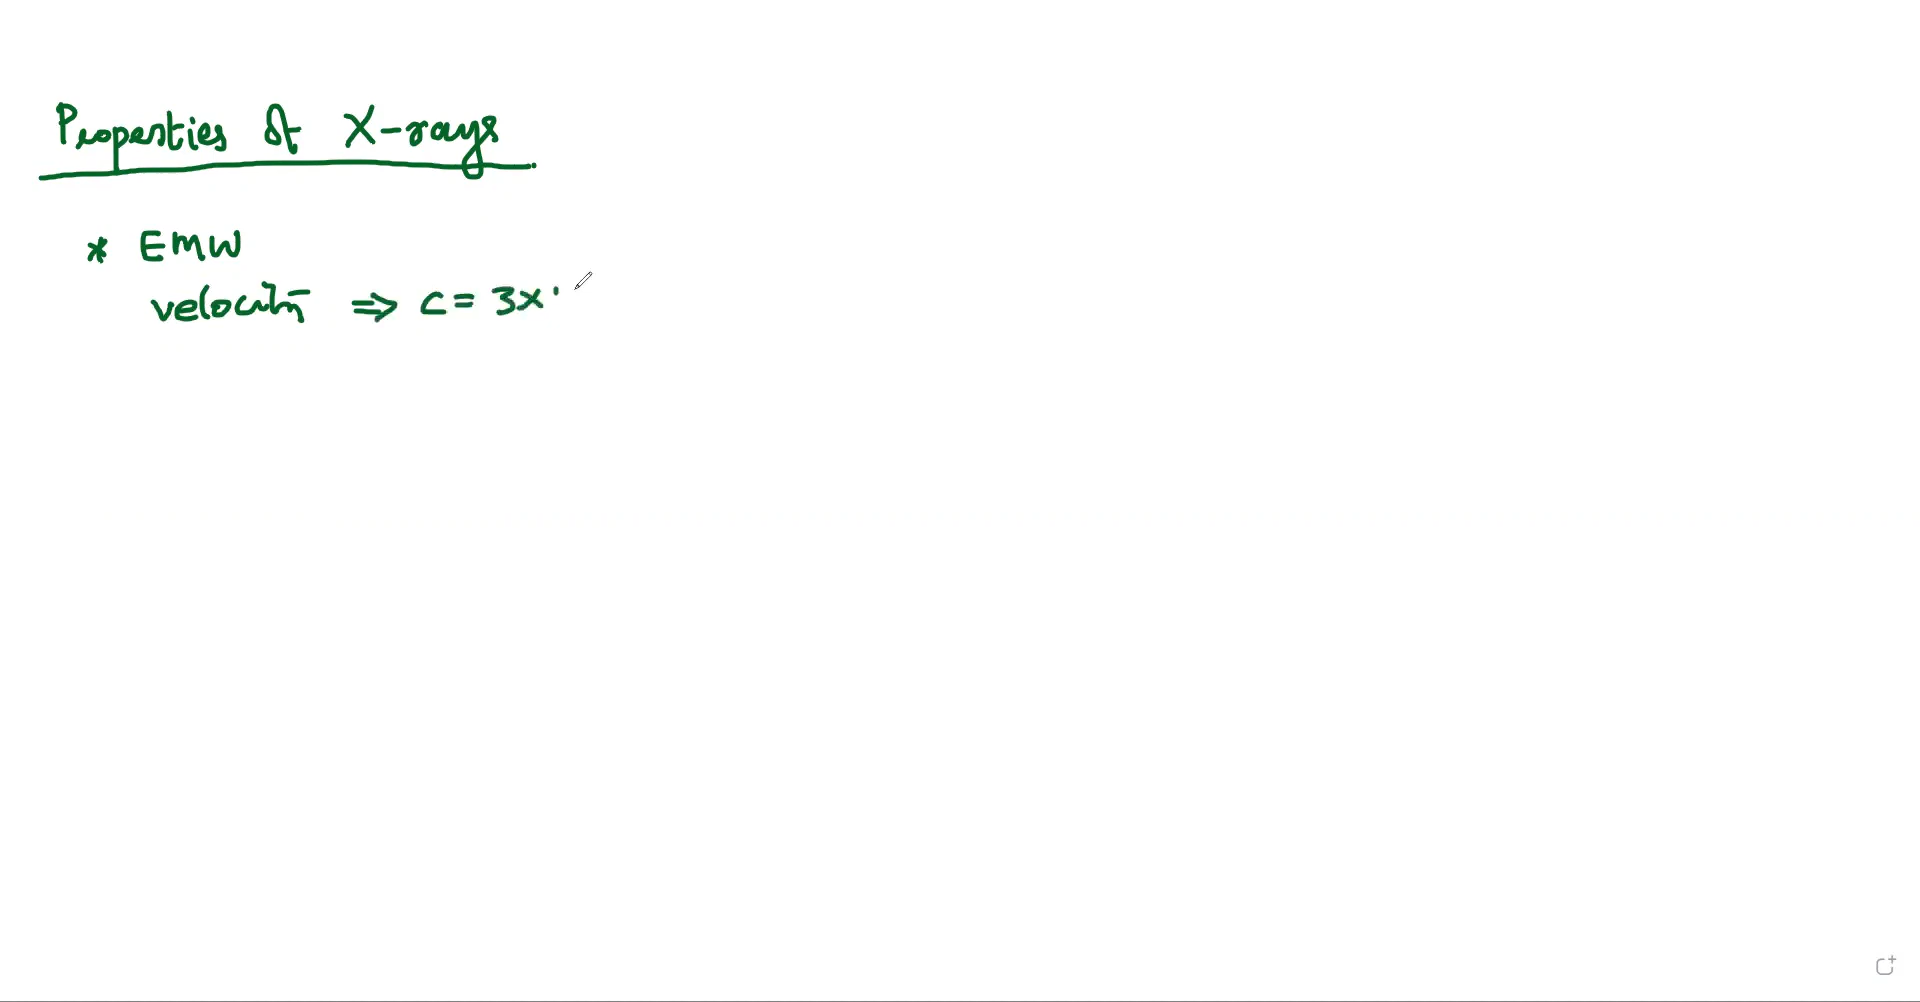 Properties of X-rays
* EMW
velocity ⇒ c = 3x